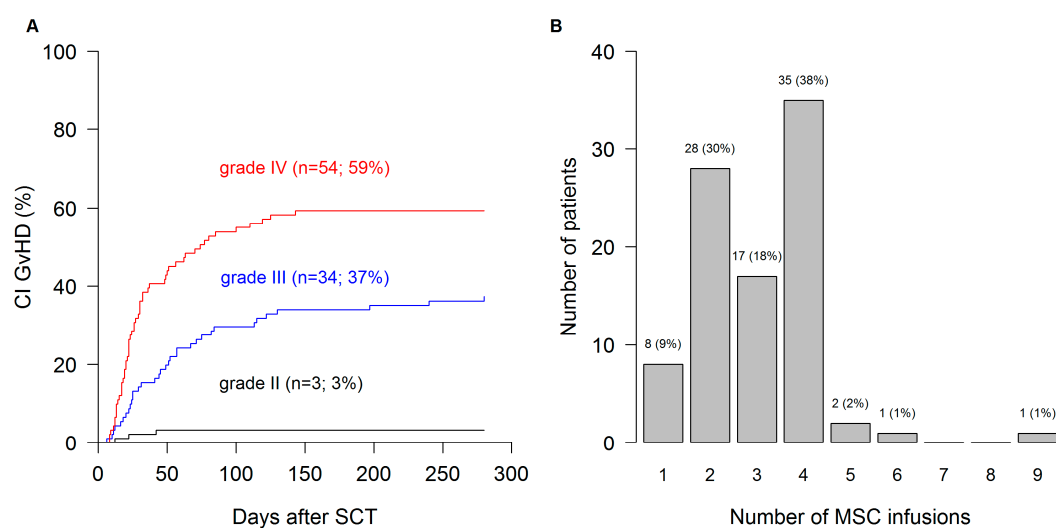 A
CI GvHD (%)
100
80
60
40
20
0
grade IV (n=54; 59%)
grade III (n=34; 37%)
grade II (n=3; 3%)
0 50 100 150 200 250 300
Days after SCT
B
Number of patients
40
30
20
10
0
8 (9%)
28 (30%)
17 (18%)
35 (38%)
2 (2%)
1 (1%)
1 (1%)
1 2 3 4 5 6 7 8 9
Number of MSC infusions